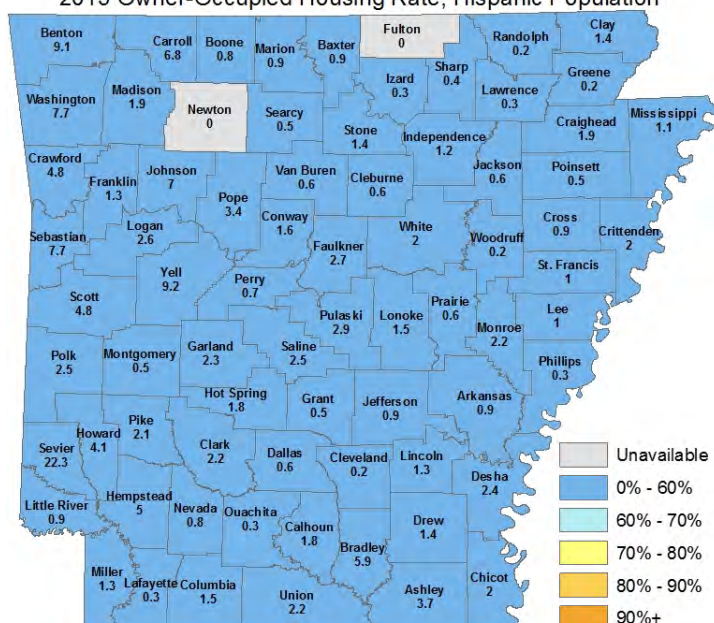 2019 Owner-Occupied Housing Rate, Hispanic Population
Benton
9.1
Carroll
6.8
Boone
0.8
Marion
0.9
Baxter
0.9
Fulton
0
Randolph
0.2
Clay
1.4
Izard
0.3
Sharp
0.4
Greene
0.2
Lawrence
0.3
Washington
7.7
Madison
1.9
Newton
0
Searcy
0.5
Stone
1.4
Independence
1.2
Craighead
1.9
Mississippi
1.1
Crawford
4.8
Franklin
1.3
Johnson
7
Pope
3.4
Van Buren
0.6
Cleburne
0.6
Jackson
0.6
Poinsett
0.5
Sebastian
7.7
Logan
2.6
Conway
1.6
Faulkner
2.7
White
2
Woodruff
0.2
Cross
0.9
Crittenden
2
St. Francis
1
Scott
4.8
Yell
9.2
Perry
0.7
Pulaski
2.9
Lonoke
1.5
Prairie
0.6
Monroe
2.2
Lee
1
Phillips
0.3
Polk
2.5
Montgomery
0.5
Garland
2.3
Saline
2.5
Hot Spring
1.8
Grant
0.5
Jefferson
0.9
Arkansas
0.9
Sevier
22.3
Howard
4.1
Pike
2.1
Clark
2.2
Dallas
0.6
Cleveland
0.2
Lincoln
1.3
Desha
2.4
Little River
0.9
Hempstead
5
Nevada
0.8
Ouachita
0.3
Calhoun
1.8
Bradley
5.9
Drew
1.4
Miller
1.3
Lafayette
0.3
Columbia
1.5
Union
2.2
Ashley
3.7
Chicot
2
Unavailable
0% - 60%
60% - 70%
70% - 80%
80% - 90%
90%+